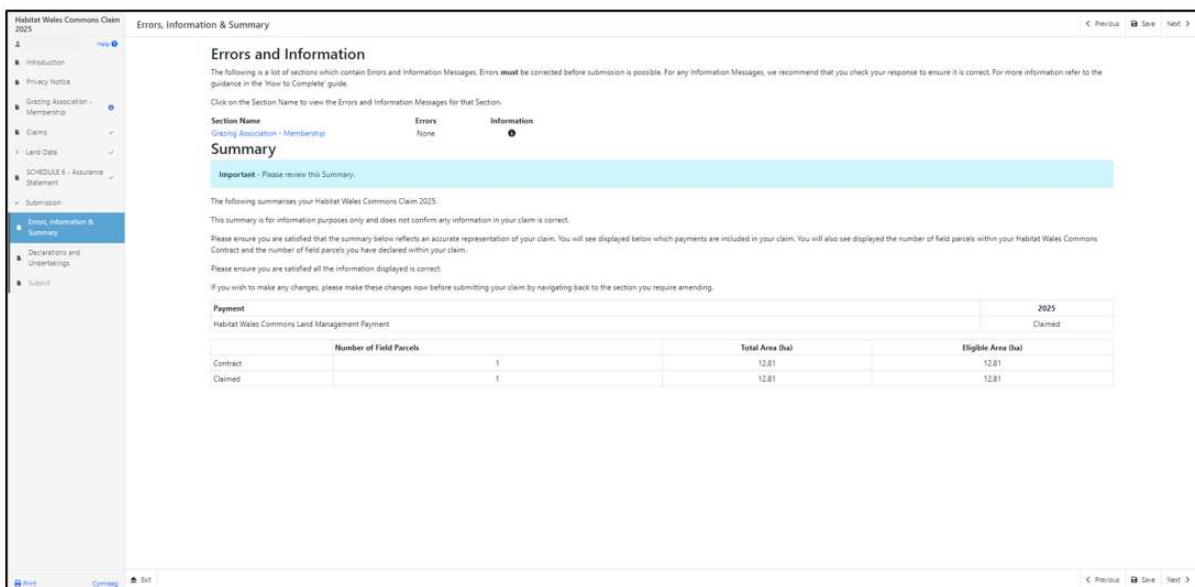 Habitat Wales Commons Claim
2025
Help
Introduction
Privacy Notice
Grazing Association -
Membership
Claims
Land Data
SCHEDULE 6 - Assurance
Statement
Submission
Errors, Information &
Summary
Declarations and
Undertakings
Submit
Print
Cymraeg
Errors, Information & Summary
Previous Save Next
Errors and Information
The following is a list of sections which contain Errors and Information Messages. Errors must be corrected before submission is possible. For any Information Messages, we recommend that you check your response to ensure it is correct. For more information refer to the
guidance in the 'How to Complete' guide.
Click on the Section Name to view the Errors and Information Messages for that Section.
Section Name Errors Information
Grazing Association - Membership None
Summary
Important - Please review this Summary.
The following summarises your Habitat Wales Commons Claim 2025.
This summary is for information purposes only and does not confirm any information in your claim is correct.
Please ensure you are satisfied that the summary below reflects an accurate representation of your claim. You will see displayed below which payments are included in your claim. You will also see displayed the number of field parcels within your Habitat Wales Commons
Contract and the number of field parcels you have declared within your claim.
Please ensure you are satisfied all the information displayed is correct.
If you wish to make any changes, please make these changes now before submitting your claim by navigating back to the section you require amending.
Payment 2025
Habitat Wales Commons Land Management Payment Claimed
Number of Field Parcels Total Area (ha) Eligible Area (ha)
Contract 1 12.81 12.81
Claimed 1 12.81 12.81
Exit
Previous Save Next